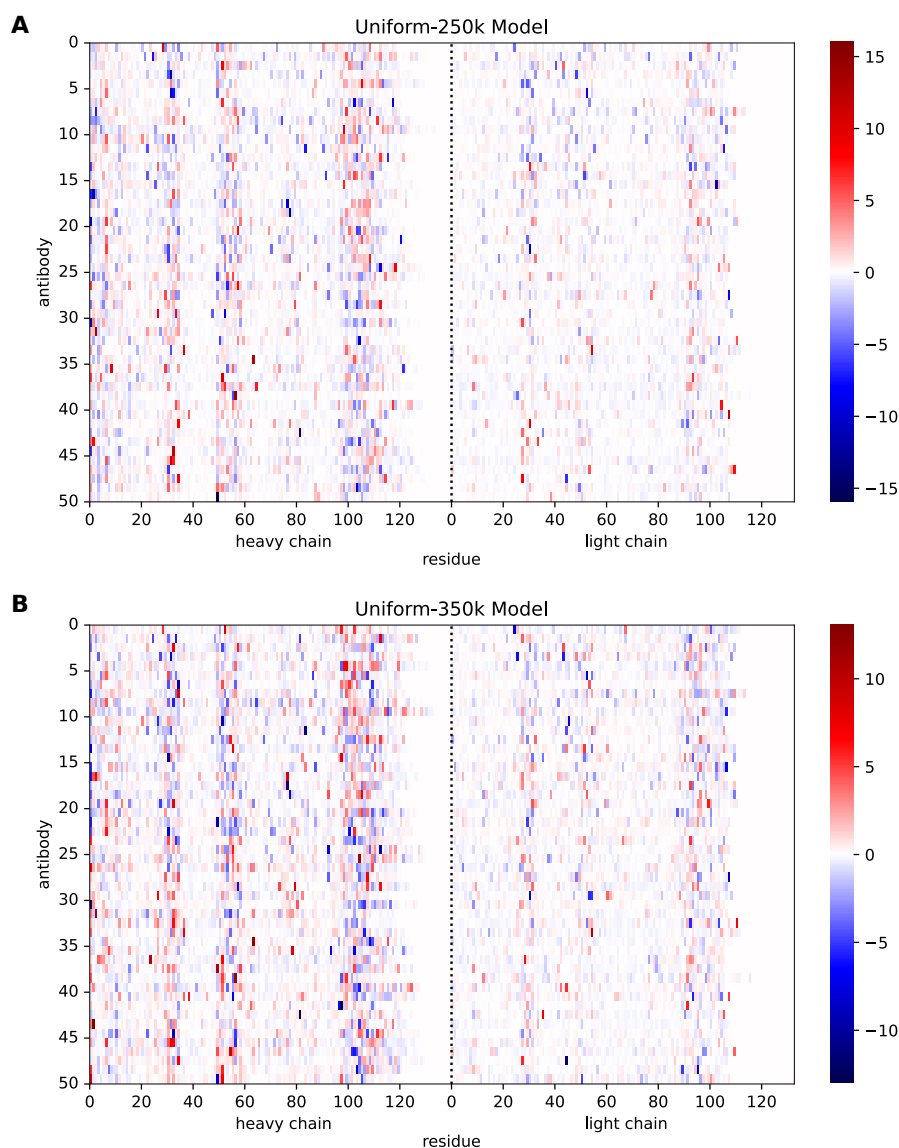 A
Uniform-250k Model
0
5
10
15
20
25
30
35
40
45
50
antibody
0 20 40 60 80 100 120 0 20 40 60 80 100 120
heavy chain light chain
residue
15
10
5
0
−5
−10
−15
B
Uniform-350k Model
0
5
10
15
20
25
30
35
40
45
50
antibody
0 20 40 60 80 100 120 0 20 40 60 80 100 120
heavy chain light chain
residue
10
5
0
−5
−10